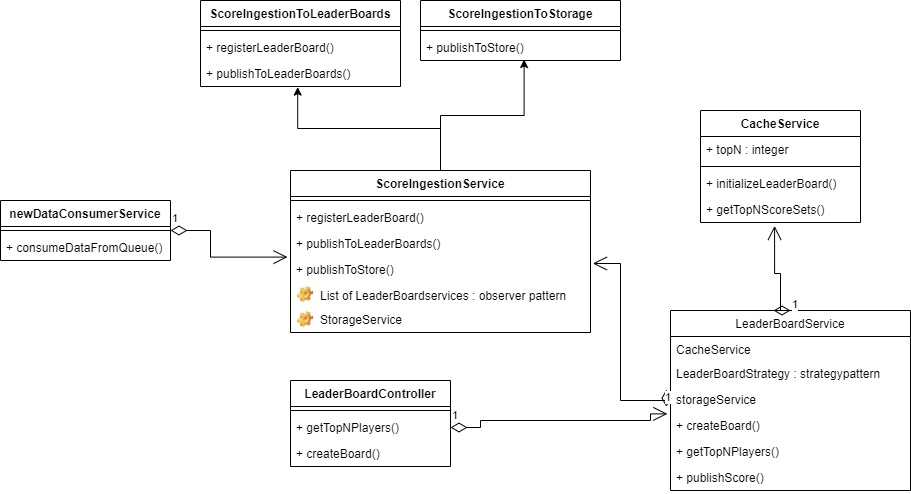 ScoreIngestionToLeaderBoards
+ registerLeaderBoard()
+ publishToLeaderBoards()
ScoreIngestionToStorage
+ publishToStore()
CacheService
+ topN : integer
+ initializeLeaderBoard()
+ getTopNScoreSets()
ScoreIngestionService
+ registerLeaderBoard()
+ publishToLeaderBoards()
+ publishToStore()
List of LeaderBoardservices : observer pattern
StorageService
newDataConsumerService
+ consumeDataFromQueue()
1
1
LeaderBoardService
CacheService
LeaderBoardStrategy : strategypattern
storageService
+ createBoard()
+ getTopNPlayers()
+ publishScore()
1
LeaderBoardController
+ getTopNPlayers()
+ createBoard()
1